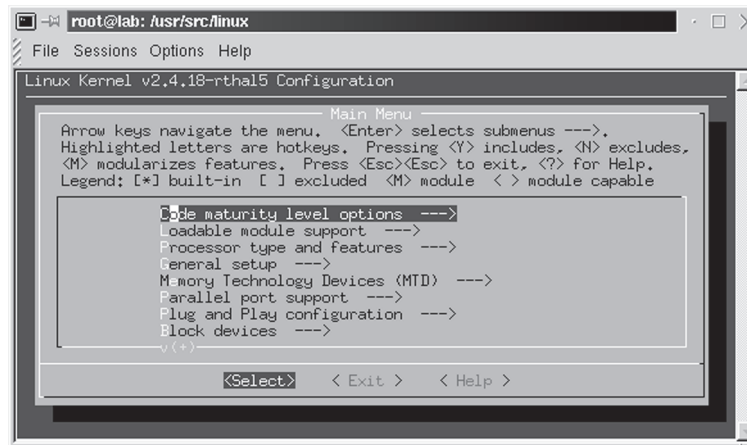 root@lab: /usr/src/linux
File Sessions Options Help
Linux Kernel v2.4.18-rthal5 Configuration
Main Menu
Arrow keys navigate the menu. <Enter> selects submenus --->.
Highlighted letters are hotkeys. Pressing <Y> includes, <N> excludes,
<M> modularizes features. Press <Esc><Esc> to exit, <?> for Help.
Legend: [*] built-in [ ] excluded <M> module < > module capable
Code maturity level options --->
Loadable module support --->
Processor type and features --->
General setup --->
Memory Technology Devices (MTD) --->
Parallel port support --->
Plug and Play configuration --->
Block devices --->
v(+)
<Select> < Exit > < Help >